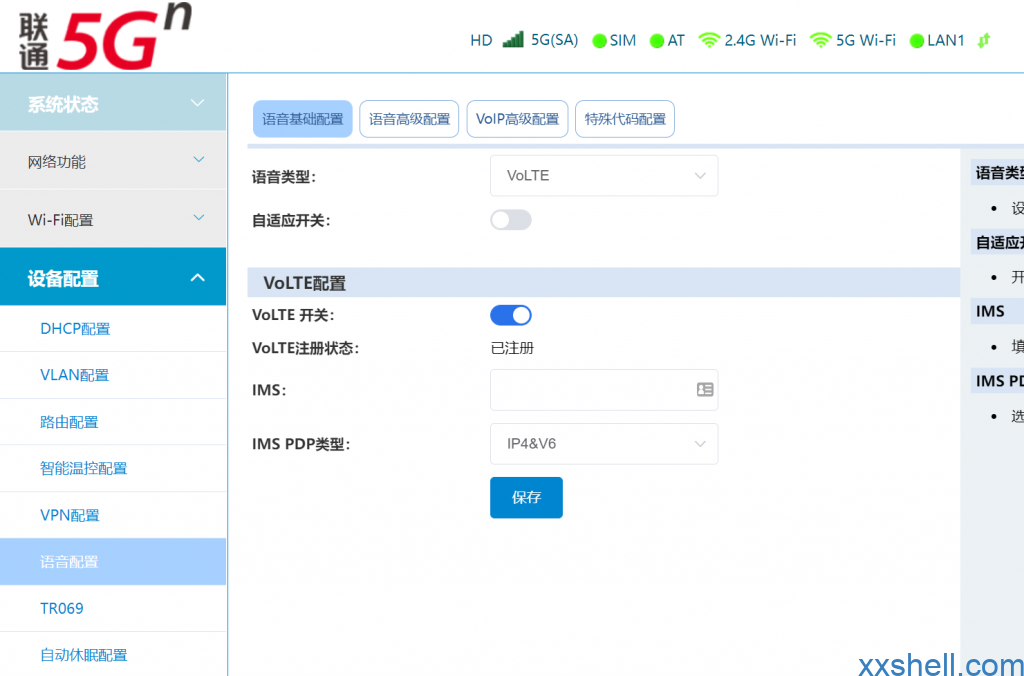 联通 5Gⁿ
HD 5G(SA) SIM AT 2.4G Wi-Fi 5G Wi-Fi LAN1
系统状态
网络功能
Wi-Fi配置
设备配置
DHCP配置
VLAN配置
路由配置
智能温控配置
VPN配置
语音配置
TR069
自动休眠配置
语音基础配置 语音高级配置 VoIP高级配置 特殊代码配置
语音类型: VoLTE
自适应开关:
VoLTE配置
VoLTE 开关:
VoLTE注册状态: 已注册
IMS:
IMS PDP类型: IP4&V6
保存
语音类型
• 设
自适应开
• 开
IMS
• 填
IMS PD
• 选
xxshell.com